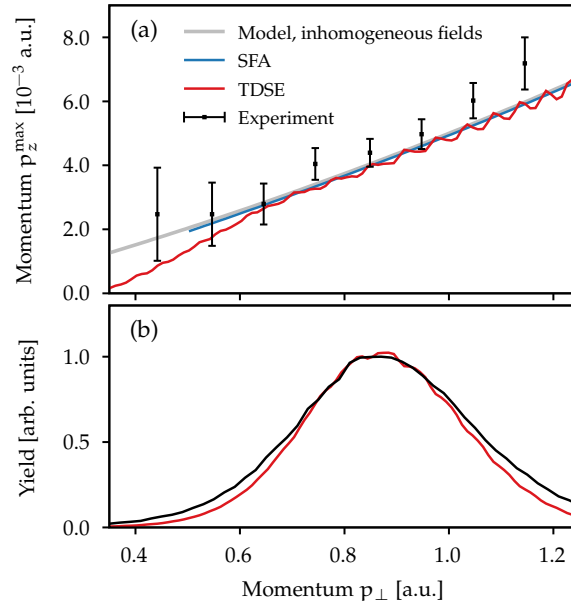 (a)
Model, inhomogeneous fields
SFA
TDSE
Experiment
Momentum p_z^max [10^−3 a.u.]
8.0
6.0
4.0
2.0
0.0
(b)
Yield [arb. units]
1.0
0.5
0.0
0.4 0.6 0.8 1.0 1.2
Momentum p⊥ [a.u.]